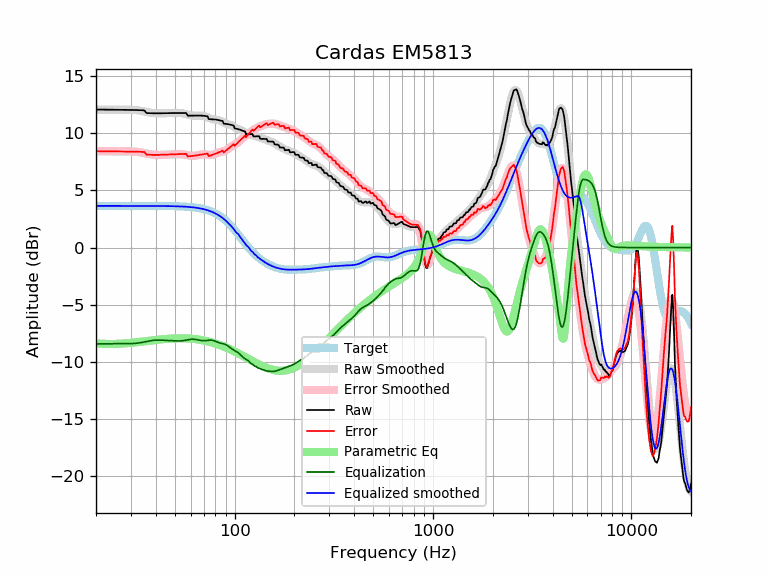 Cardas EM5813
Amplitude (dBr)
15
10
5
0
−5
−10
−15
−20
Target
Raw Smoothed
Error Smoothed
Raw
Error
Parametric Eq
Equalization
Equalized smoothed
100
1000
10000
Frequency (Hz)